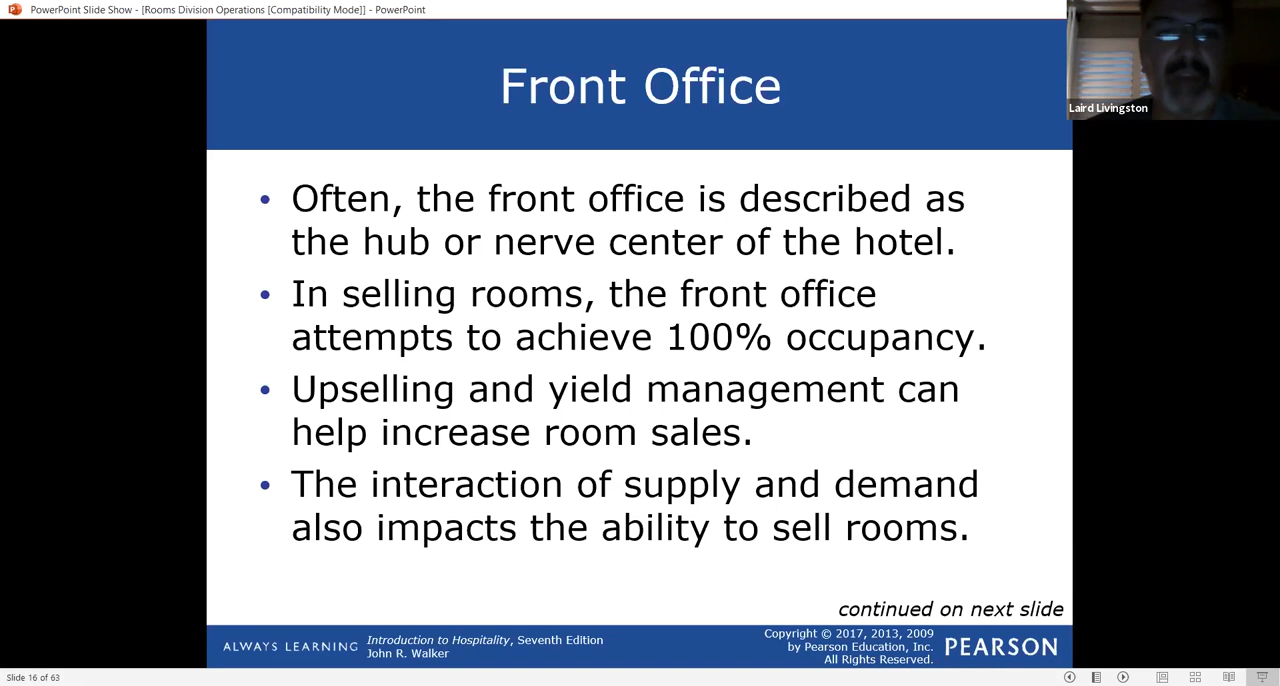 PowerPoint Slide Show - [Rooms Division Operations [Compatibility Mode]] - PowerPoint
Laird Livingston
Front Office
• Often, the front office is described as
the hub or nerve center of the hotel.
• In selling rooms, the front office
attempts to achieve 100% occupancy.
• Upselling and yield management can
help increase room sales.
• The interaction of supply and demand
also impacts the ability to sell rooms.
continued on next slide
ALWAYS LEARNING
Introduction to Hospitality, Seventh Edition
John R. Walker
Copyright © 2017, 2013, 2009
by Pearson Education, Inc.
All Rights Reserved.
PEARSON
Slide 16 of 63